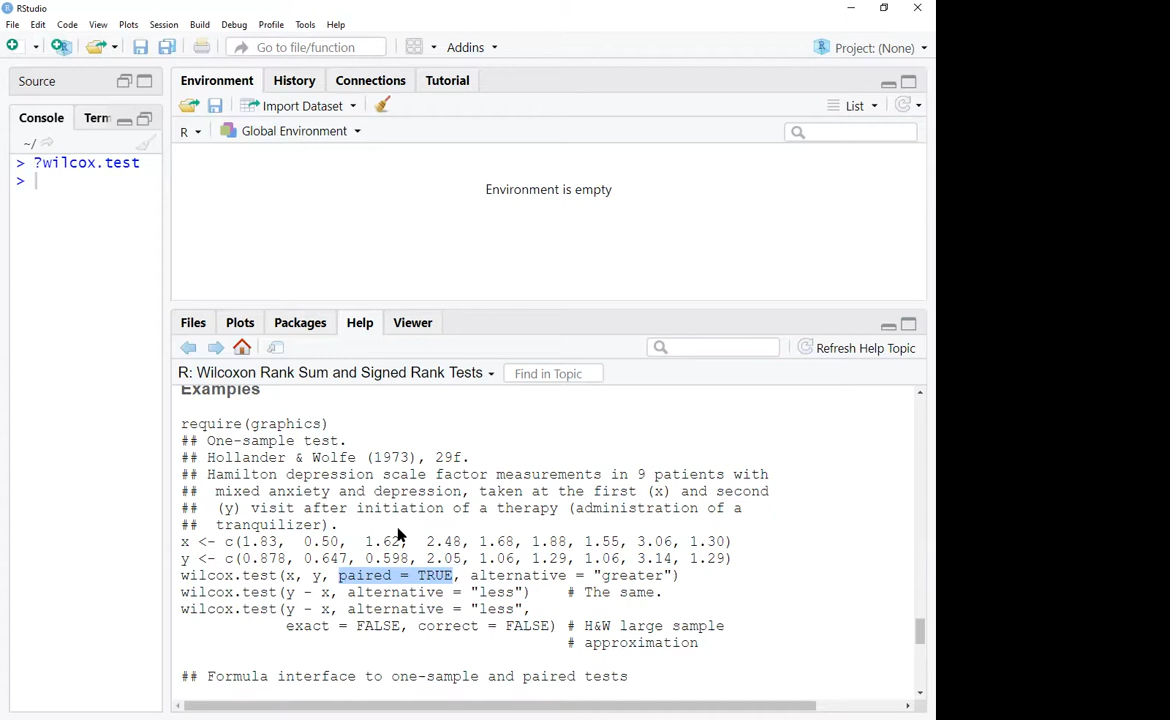 RStudio
File Edit Code View Plots Session Build Debug Profile Tools Help
Go to file/function Addins Project: (None)
Source
Console Term
~/
> ?wilcox.test
>
Environment History Connections Tutorial
Import Dataset List
R Global Environment
Environment is empty
Files Plots Packages Help Viewer
Refresh Help Topic
R: Wilcoxon Rank Sum and Signed Rank Tests Find in Topic
Examples
require(graphics)
## One-sample test.
## Hollander & Wolfe (1973), 29f.
## Hamilton depression scale factor measurements in 9 patients with
##  mixed anxiety and depression, taken at the first (x) and second
##  (y) visit after initiation of a therapy (administration of a
##  tranquilizer).
x <- c(1.83,  0.50,  1.62,  2.48, 1.68, 1.88, 1.55, 3.06, 1.30)
y <- c(0.878, 0.647, 0.598, 2.05, 1.06, 1.29, 1.06, 3.14, 1.29)
wilcox.test(x, y, paired = TRUE, alternative = "greater")
wilcox.test(y - x, alternative = "less")    # The same.
wilcox.test(y - x, alternative = "less",
            exact = FALSE, correct = FALSE) # H&W large sample
                                            # approximation
## Formula interface to one-sample and paired tests